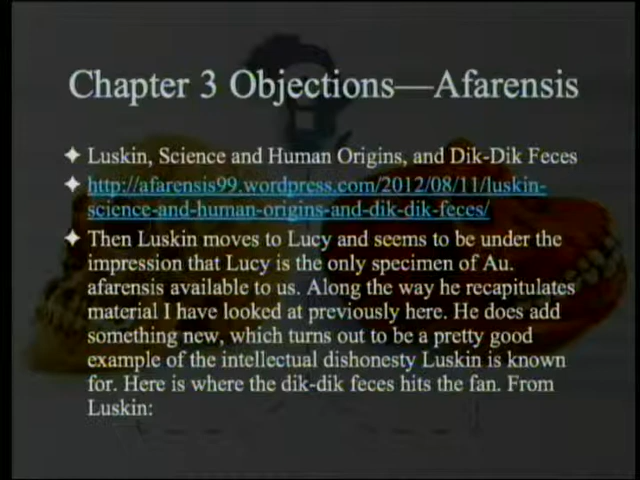 Chapter 3 Objections—Afarensis
Luskin, Science and Human Origins, and Dik-Dik Feces
http://afarensis99.wordpress.com/2012/08/11/luskin-
science-and-human-origins-and-dik-dik-feces/
Then Luskin moves to Lucy and seems to be under the
impression that Lucy is the only specimen of Au.
afarensis available to us. Along the way he recapitulates
material I have looked at previously here. He does add
something new, which turns out to be a pretty good
example of the intellectual dishonesty Luskin is known
for. Here is where the dik-dik feces hits the fan. From
Luskin: